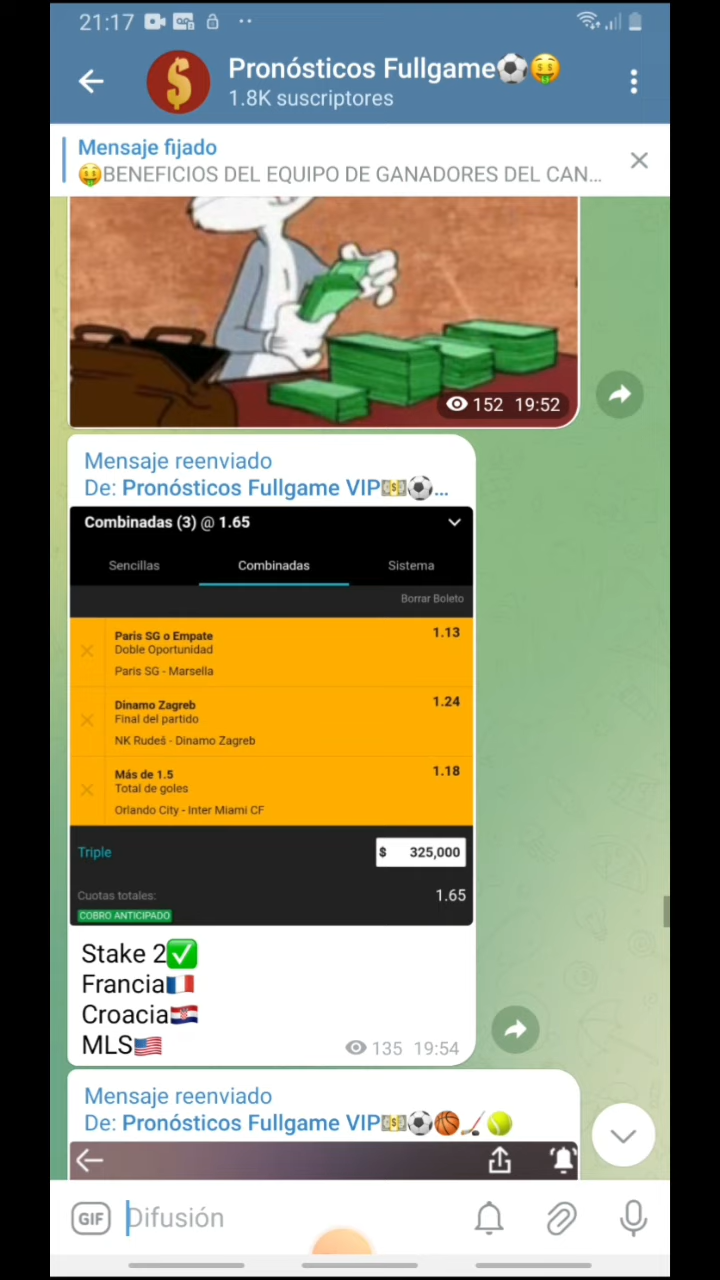 21:17
Pronósticos Fullgame⚽🤑
1.8K suscriptores
Mensaje fijado
🤑BENEFICIOS DEL EQUIPO DE GANADORES DEL CAN...
152 19:52
Mensaje reenviado
De: Pronósticos Fullgame VIP💵⚽...
Combinadas (3) @ 1.65
Sencillas Combinadas Sistema
Borrar Boleto
Paris SG o Empate 1.13
Doble Oportunidad
Paris SG - Marsella
Dinamo Zagreb 1.24
Final del partido
NK Rudeš - Dinamo Zagreb
Más de 1.5 1.18
Total de goles
Orlando City - Inter Miami CF
Triple $ 325,000
Cuotas totales: 1.65
COBRO ANTICIPADO
Stake 2✅
Francia🇫🇷
Croacia🇭🇷
MLS🇺🇸
135 19:54
Mensaje reenviado
De: Pronósticos Fullgame VIP💵⚽🏀🏒🎾
GIF Difusión